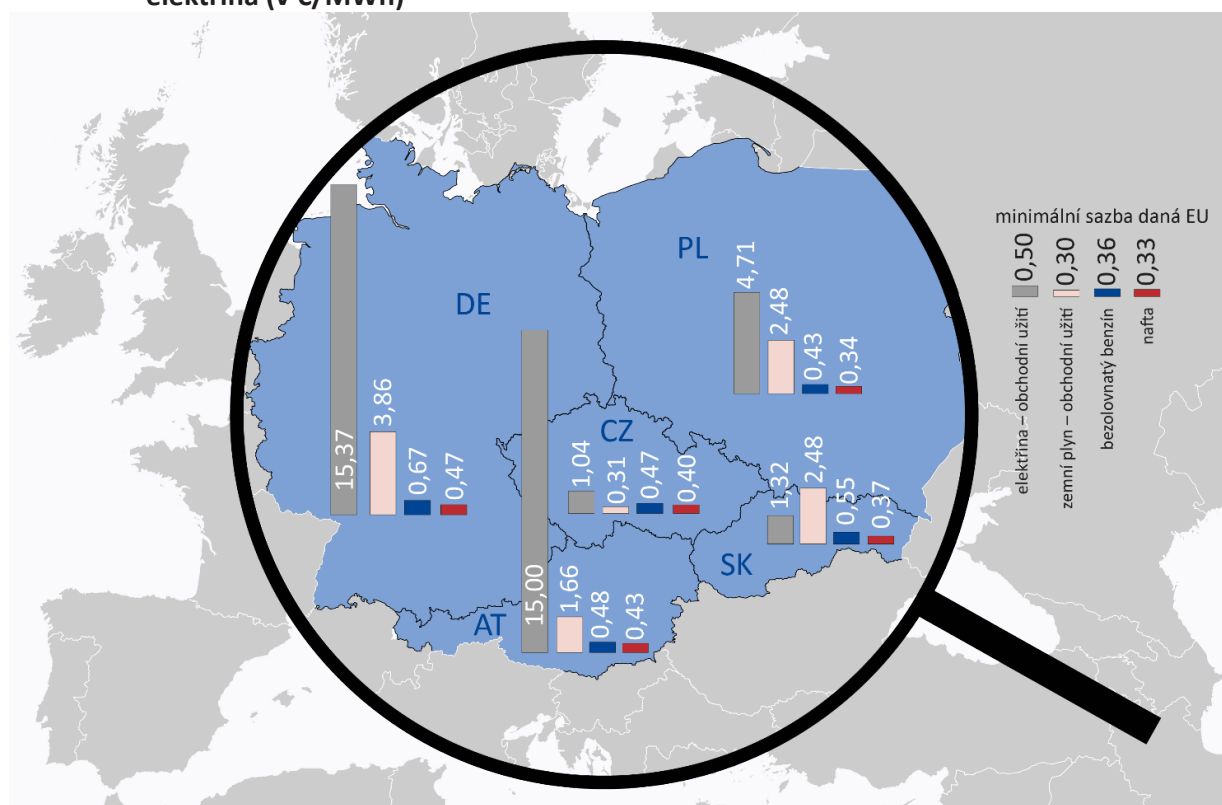 elektřina (v €/MWh)
minimální sazba daná EU
elektřina – obchodní užití 0,50
zemní plyn – obchodní užití 0,30
bezolovnatý benzín 0,36
nafta 0,33
DE
15,37
3,86
0,67
0,47
PL
4,71
2,48
0,43
0,34
CZ
1,04
0,31
0,47
0,40
SK
1,32
2,48
0,55
0,37
AT
15,00
1,66
0,48
0,43